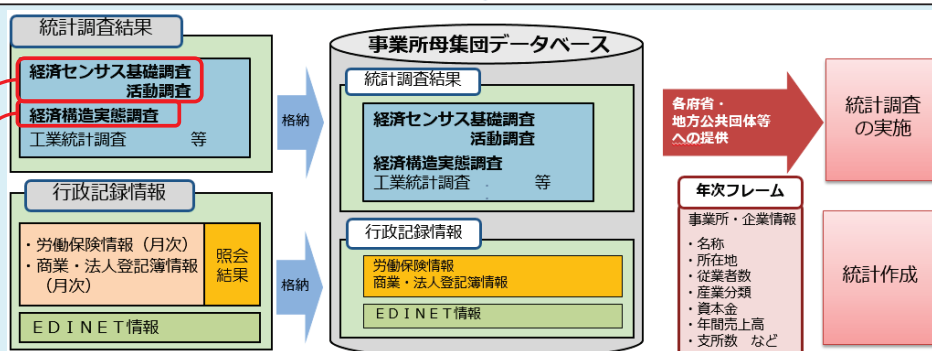 統計調査結果
経済センサス基礎調査
活動調査
経済構造実態調査
工業統計調査　　　等
行政記録情報
・労働保険情報（月次）
・商業・法人登記簿情報
（月次）
照会
結果
ＥＤＩＮＥＴ情報
格納
格納
事業所母集団データベース
統計調査結果
経済センサス基礎調査
活動調査
経済構造実態調査
工業統計調査　　　等
行政記録情報
労働保険情報
商業・法人登記簿情報
ＥＤＩＮＥＴ情報
各府省・
地方公共団体等
への提供
年次フレーム
事業所・企業情報
・名称
・所在地
・従業者数
・産業分類
・資本金
・年間売上高
・支所数　など
統計調査
の実施
統計作成